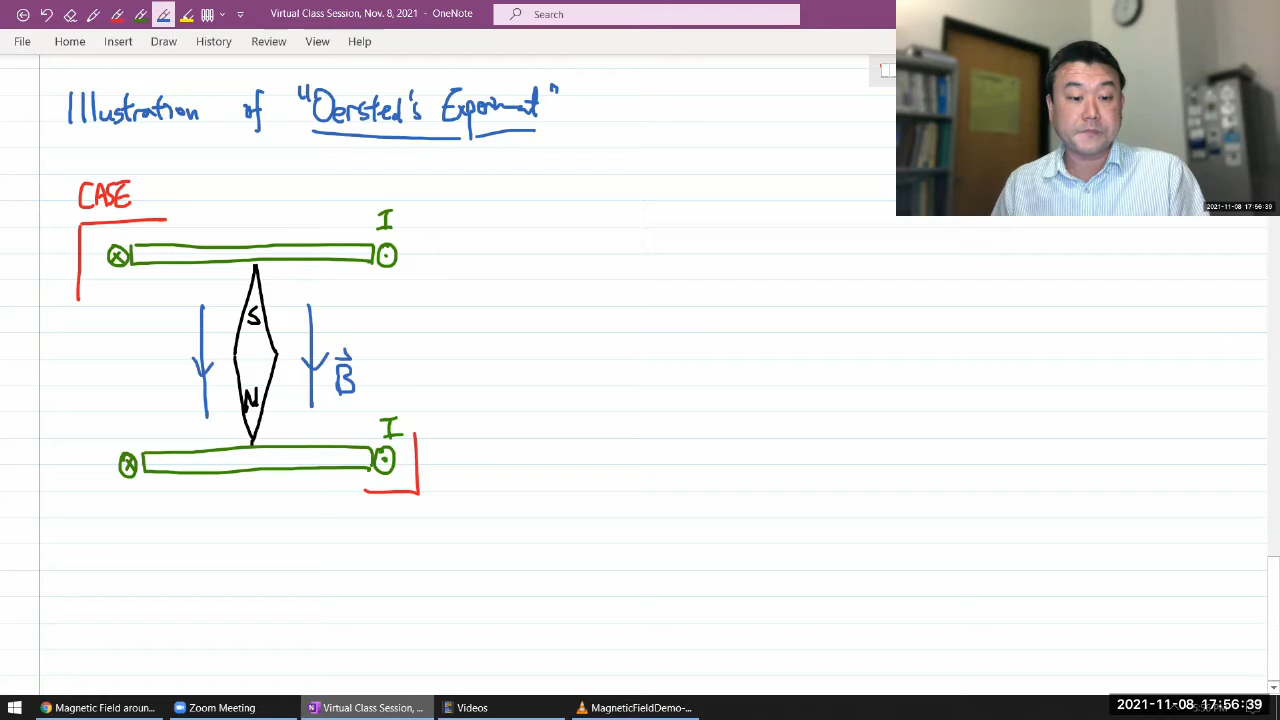 Virtual Class Session, Nov. 8, 2021 - OneNote
Search
File Home Insert Draw History Review View Help
Illustration of "Oersted's Experiment"
CASE
I
S
B
N
I
2021-11-08 17:56:39
Magnetic Field aroun...
Zoom Meeting
Virtual Class Session, ...
Videos
MagneticFieldDemo-...
2021-11-08 17:56:39